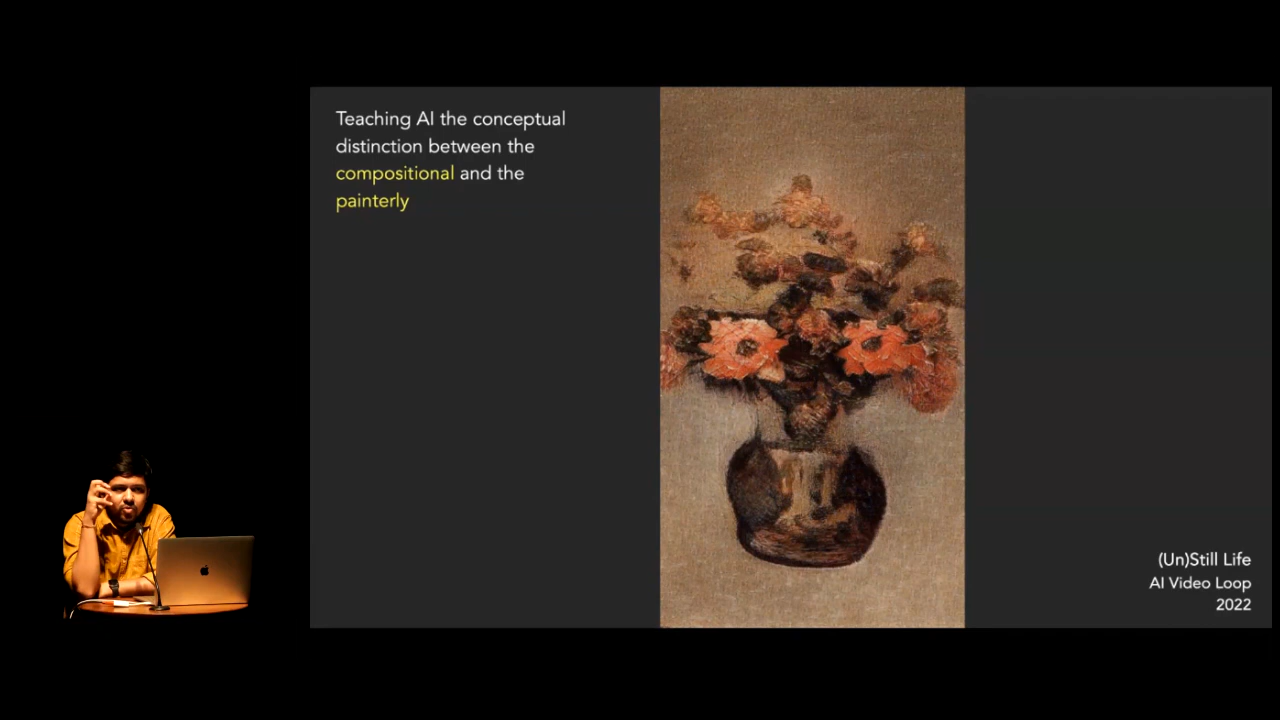 Teaching AI the conceptual
distinction between the
compositional and the
painterly
(Un)Still Life
AI Video Loop
2022